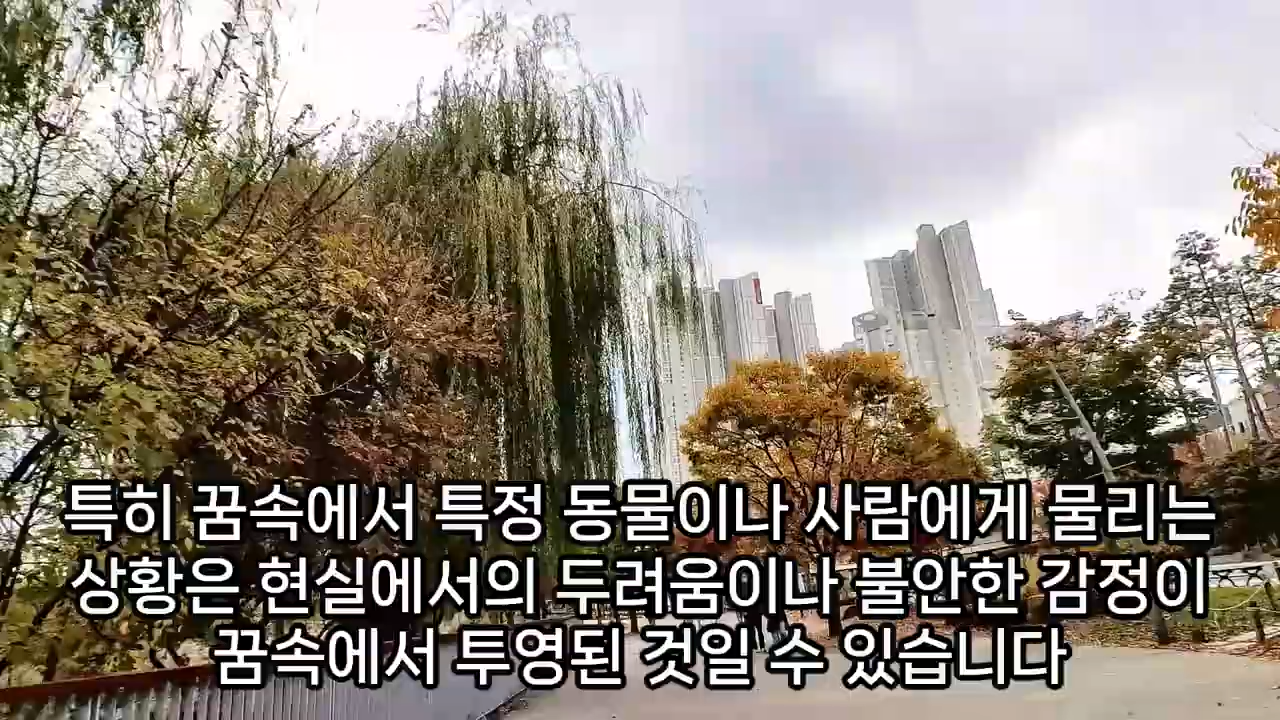 특히 꿈속에서 특정 동물이나 사람에게 물리는
상황은 현실에서의 두려움이나 불안한 감정이
꿈속에서 투영된 것일 수 있습니다